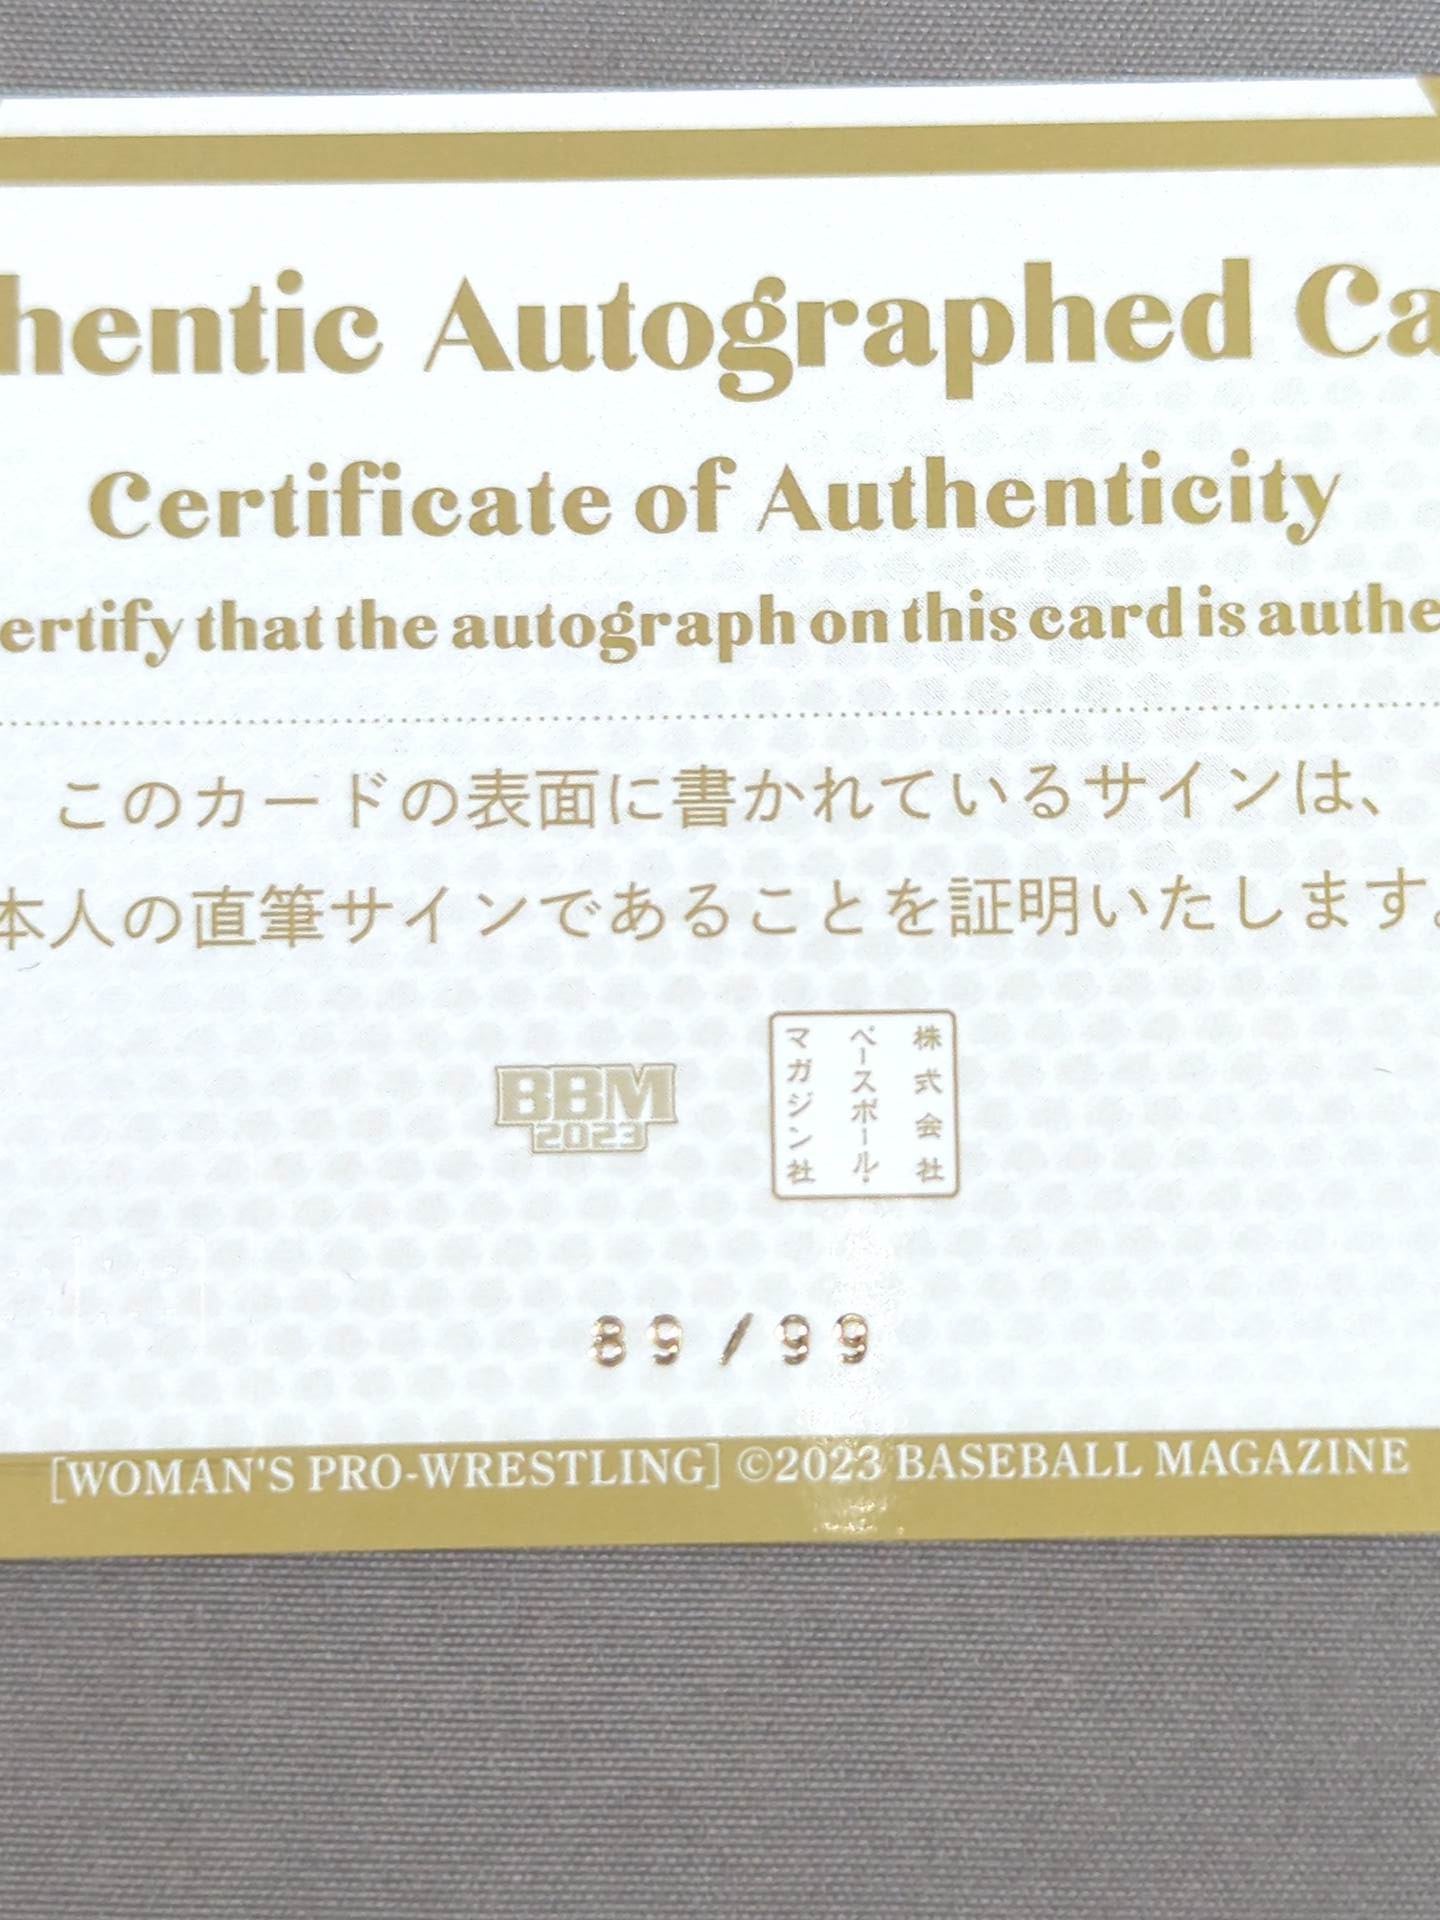 hentic Autographed Ca
Certificate of Authenticity
ertify that the autograph on this card is authe
このカードの表面に書かれているサインは、
本人の直筆サインであることを証明いたします。
BBM
2023
株式会社
ベースボール・
マガジン社
89/99
[WOMAN'S PRO-WRESTLING] ©2023 BASEBALL MAGAZINE